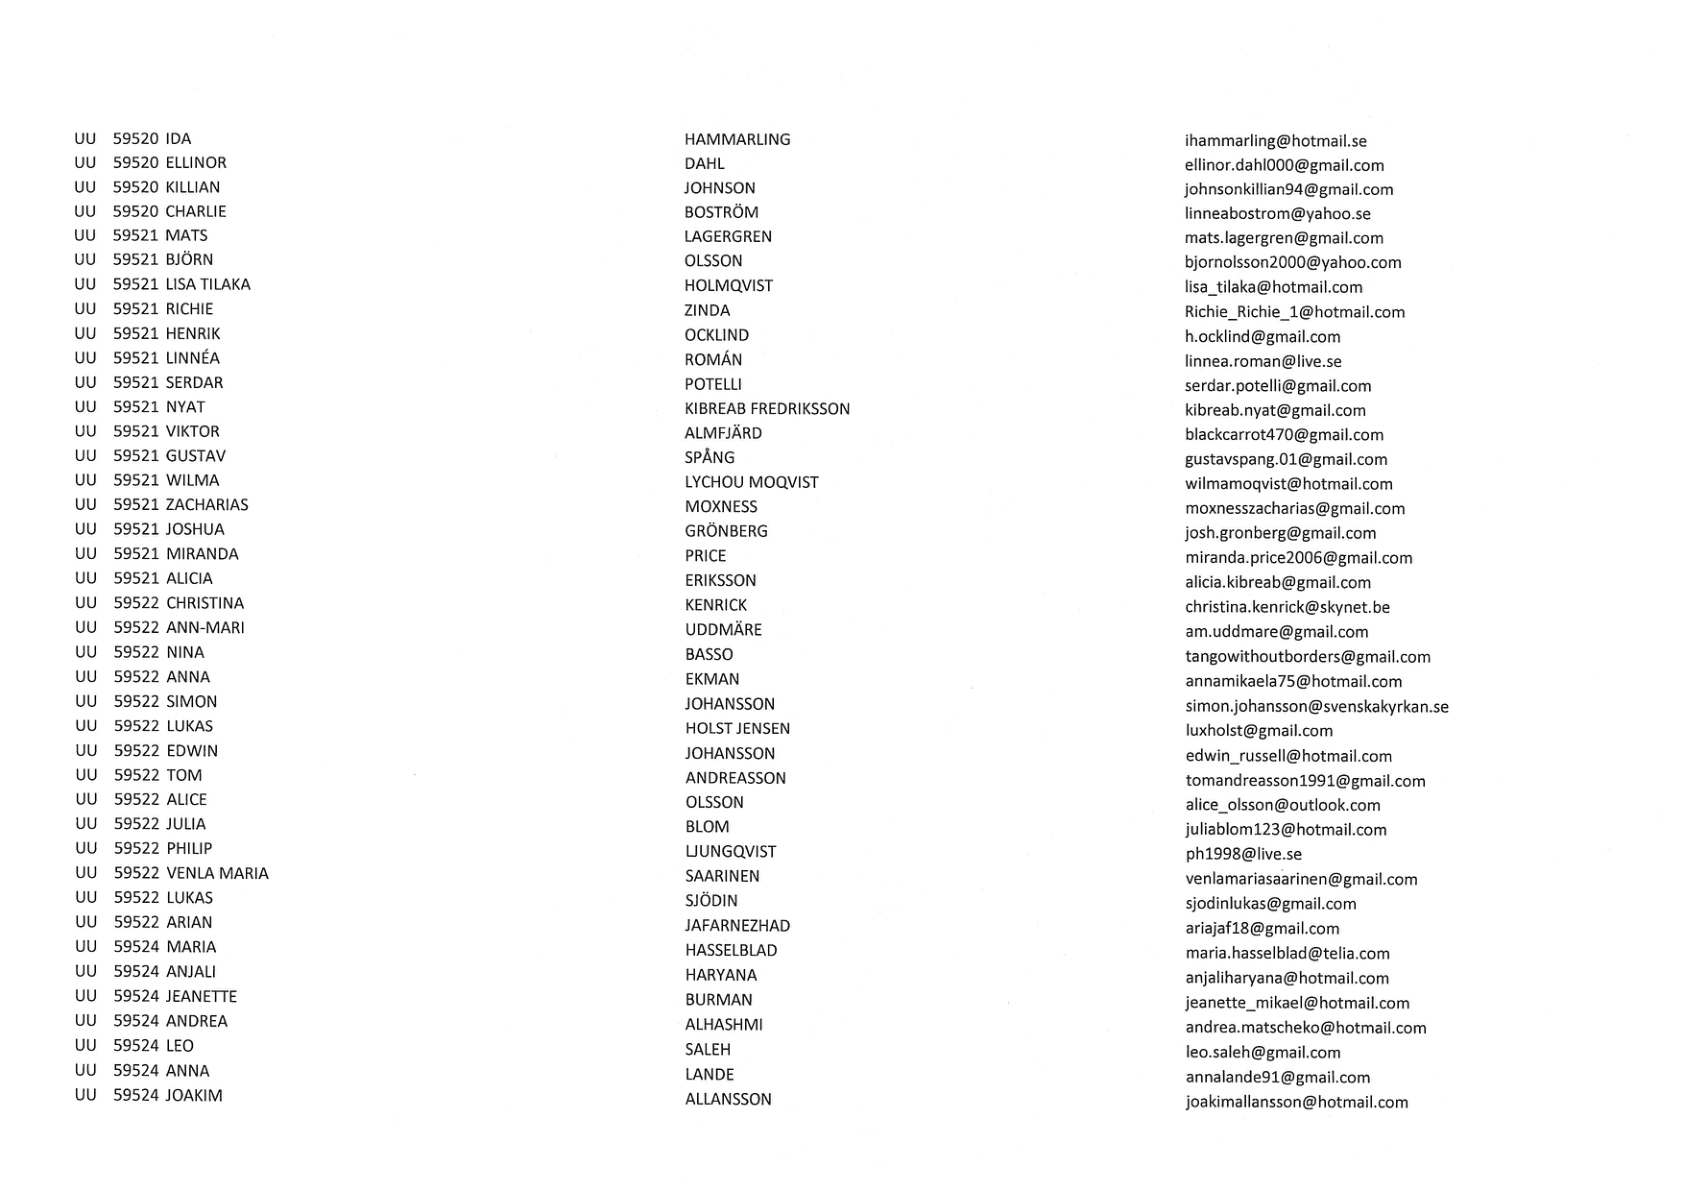 UU 59520 IDA HAMMARLING ihammarling@hotmail.se
UU 59520 ELLINOR DAHL ellinor.dahl000@gmail.com
UU 59520 KILLIAN JOHNSON johnsonkillian94@gmail.com
UU 59520 CHARLIE BOSTRÖM linneabostrom@yahoo.se
UU 59521 MATS LAGERGREN mats.lagergren@gmail.com
UU 59521 BJÖRN OLSSON bjornolsson2000@yahoo.com
UU 59521 LISA TILAKA HOLMQVIST lisa_tilaka@hotmail.com
UU 59521 RICHIE ZINDA Richie_Richie_1@hotmail.com
UU 59521 HENRIK OCKLIND h.ocklind@gmail.com
UU 59521 LINNÉA ROMÁN linnea.roman@live.se
UU 59521 SERDAR POTELLI serdar.potelli@gmail.com
UU 59521 NYAT KIBREAB FREDRIKSSON kibreab.nyat@gmail.com
UU 59521 VIKTOR ALMFJÄRD blackcarrot470@gmail.com
UU 59521 GUSTAV SPÅNG gustavspang.01@gmail.com
UU 59521 WILMA LYCHOU MOQVIST wilmamoqvist@hotmail.com
UU 59521 ZACHARIAS MOXNESS moxnesszacharias@gmail.com
UU 59521 JOSHUA GRÖNBERG josh.gronberg@gmail.com
UU 59521 MIRANDA PRICE miranda.price2006@gmail.com
UU 59521 ALICIA ERIKSSON alicia.kibreab@gmail.com
UU 59522 CHRISTINA KENRICK christina.kenrick@skynet.be
UU 59522 ANN-MARI UDDMÄRE am.uddmare@gmail.com
UU 59522 NINA BASSO tangowithoutborders@gmail.com
UU 59522 ANNA EKMAN annamikaela75@hotmail.com
UU 59522 SIMON JOHANSSON simon.johansson@svenskakyrkan.se
UU 59522 LUKAS HOLST JENSEN luxholst@gmail.com
UU 59522 EDWIN JOHANSSON edwin_russell@hotmail.com
UU 59522 TOM ANDREASSON tomandreasson1991@gmail.com
UU 59522 ALICE OLSSON alice_olsson@outlook.com
UU 59522 JULIA BLOM juliablom123@hotmail.com
UU 59522 PHILIP LJUNGQVIST ph1998@live.se
UU 59522 VENLA MARIA SAARINEN venlamariasaarinen@gmail.com
UU 59522 LUKAS SJÖDIN sjodinlukas@gmail.com
UU 59522 ARIAN JAFARNEZHAD ariajaf18@gmail.com
UU 59524 MARIA HASSELBLAD maria.hasselblad@telia.com
UU 59524 ANJALI HARYANA anjaliharyana@hotmail.com
UU 59524 JEANETTE BURMAN jeanette_mikael@hotmail.com
UU 59524 ANDREA ALHASHMI andrea.matscheko@hotmail.com
UU 59524 LEO SALEH leo.saleh@gmail.com
UU 59524 ANNA LANDE annalande91@gmail.com
UU 59524 JOAKIM ALLANSSON joakimallansson@hotmail.com